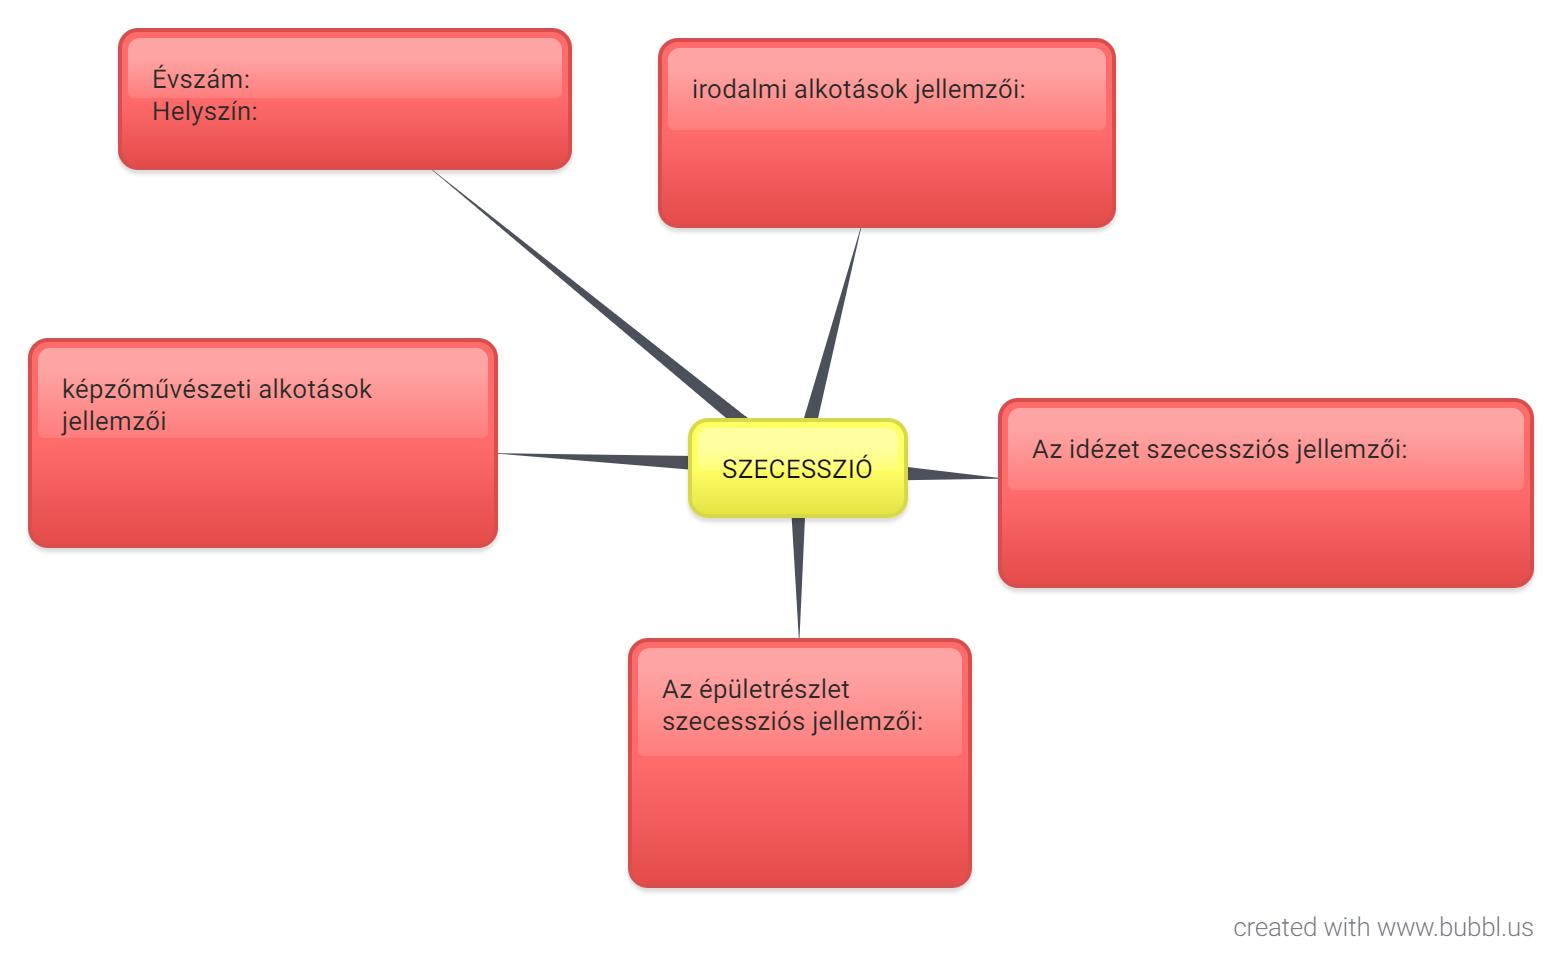 Évszám:
Helyszín:
irodalmi alkotások jellemzői:
képzőművészeti alkotások
jellemzői
SZECESSZIÓ
Az idézet szecessziós jellemzői:
Az épületrészlet
szecessziós jellemzői:
created with www.bubbl.us